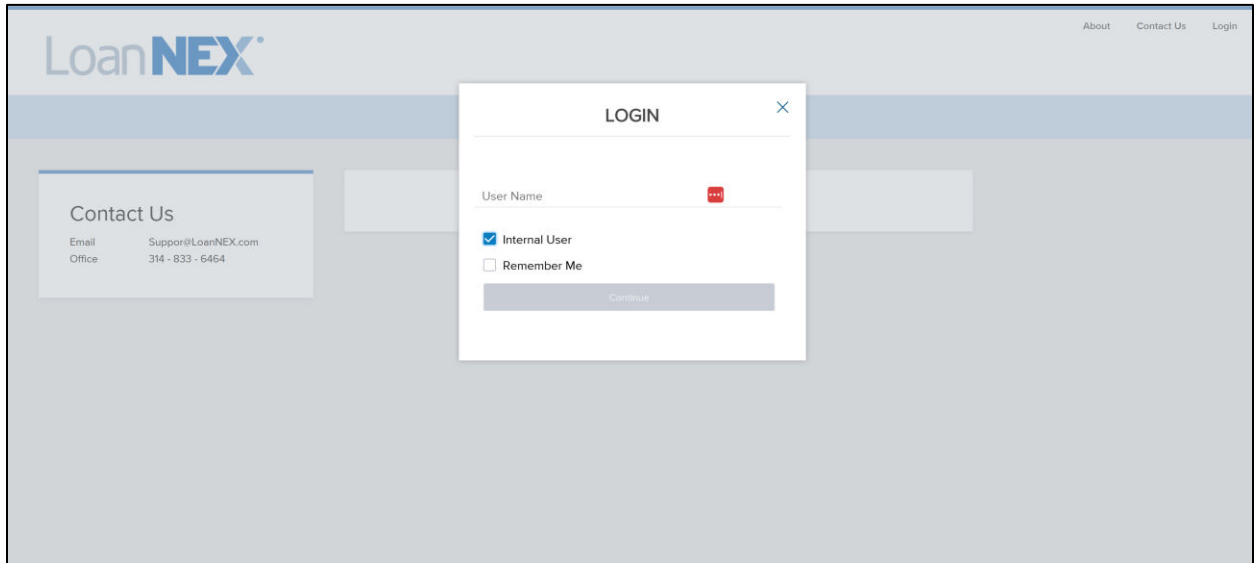 About Contact Us Login
LoanNEX
LOGIN
User Name
Internal User
Remember Me
Continue
Contact Us
Email Suppor@LoanNEX.com
Office 314 - 833 - 6464